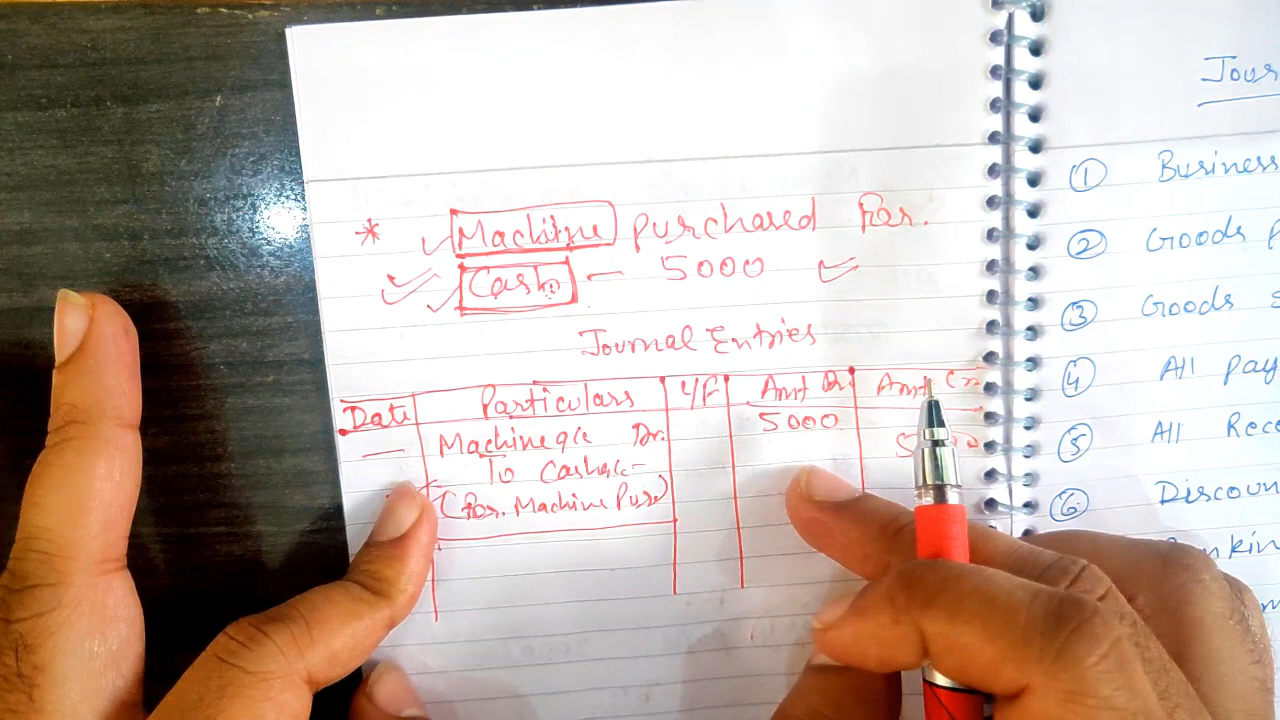 * Machine purchased For.
Cash - 5000
Journal Entries
Date Particulars L/F Amt Dr. Amt Cr
Machine a/c Dr. 5000
To Cash a/c
(For. Machine Purc)
Jour
① Business
② Goods p
③ Goods s
④ All pay
⑤ All Rece
⑥ Discoun